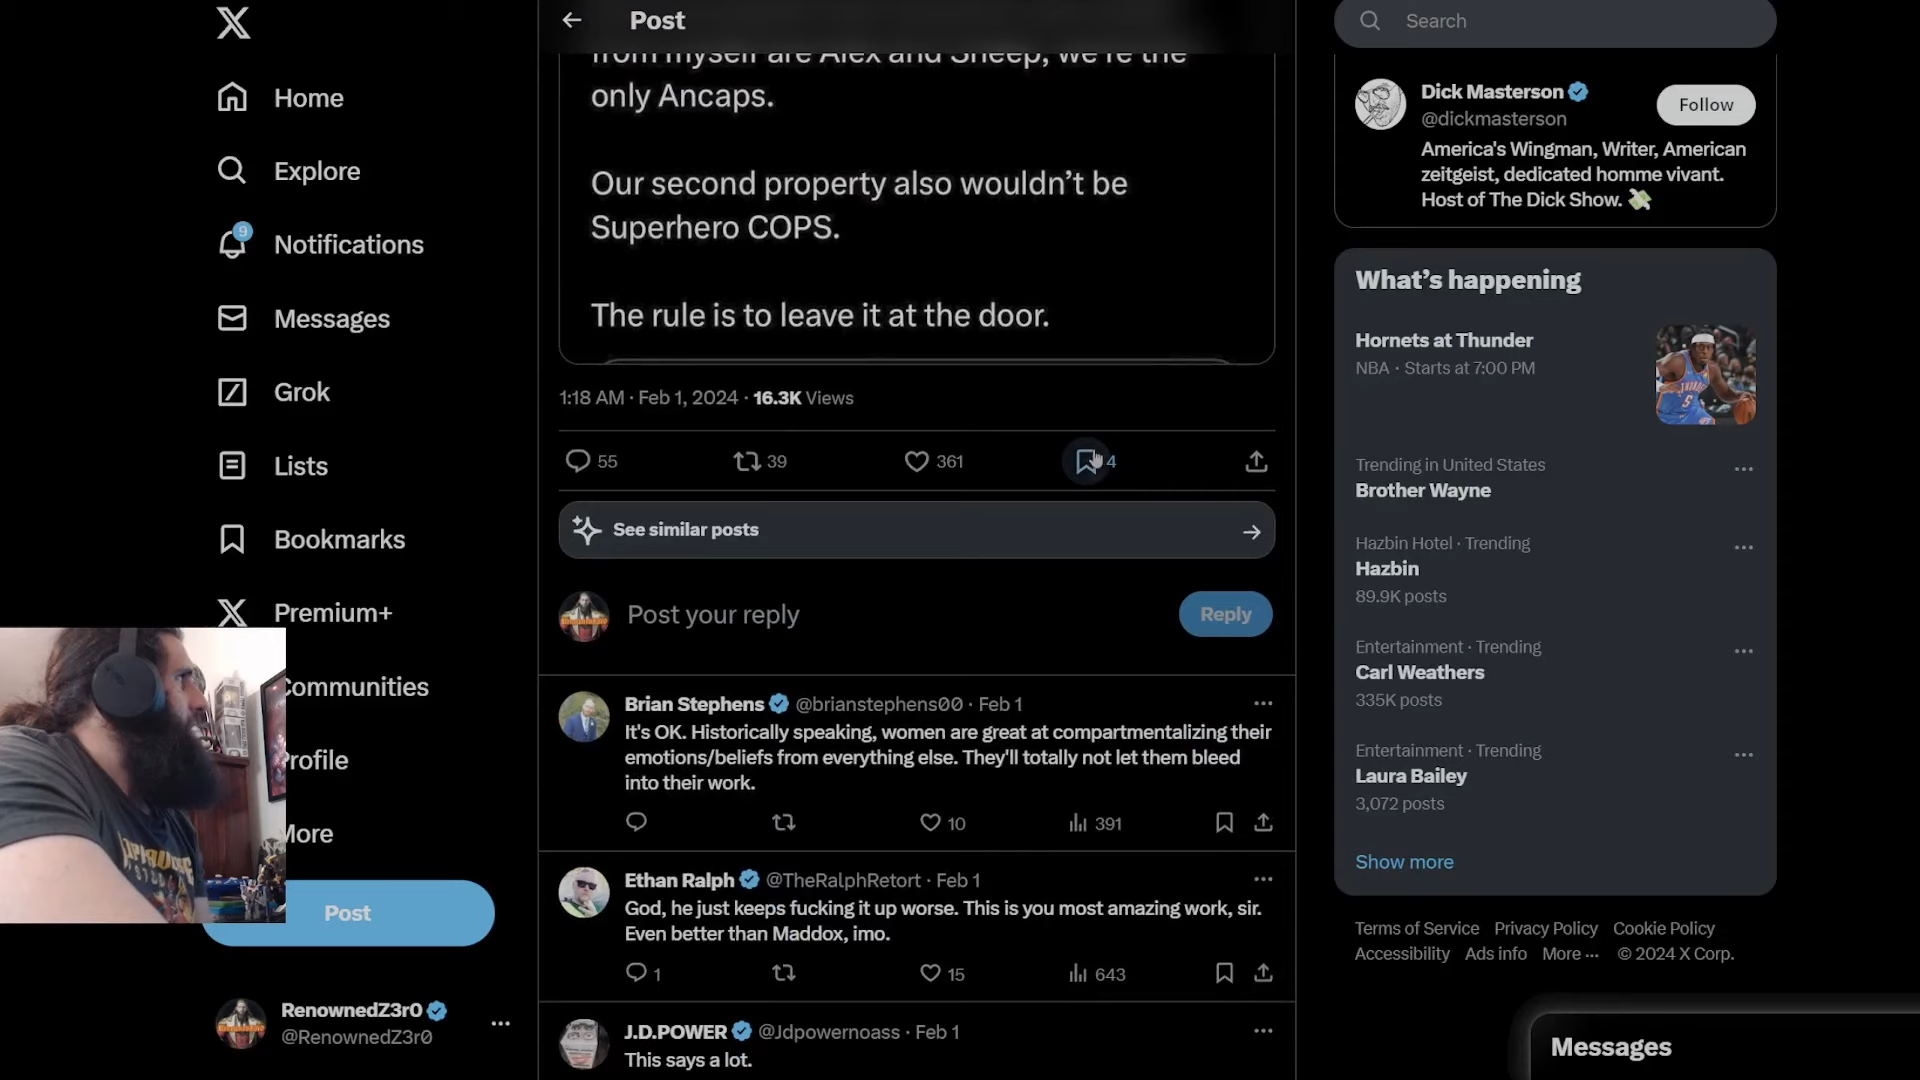 Home
Explore
9
Notifications
Messages
Grok
Lists
Bookmarks
Premium+
Communities
Profile
More
Post
RenownedZ3r0
@RenownedZ3r0
Post
from myself are Alex and Sheep, we're the
only Ancaps.
Our second property also wouldn't be
Superhero COPS.
The rule is to leave it at the door.
1:18 AM · Feb 1, 2024 · 16.3K Views
55
39
361
4
See similar posts
Post your reply
Reply
Brian Stephens @brianstephens00 · Feb 1
It's OK. Historically speaking, women are great at compartmentalizing their
emotions/beliefs from everything else. They'll totally not let them bleed
into their work.
10
391
Ethan Ralph @TheRalphRetort · Feb 1
God, he just keeps fucking it up worse. This is you most amazing work, sir.
Even better than Maddox, imo.
1
15
643
J.D.POWER @Jdpowernoass · Feb 1
This says a lot.
Search
Dick Masterson
@dickmasterson
Follow
America's Wingman, Writer, American
zeitgeist, dedicated homme vivant.
Host of The Dick Show.
What's happening
Hornets at Thunder
NBA · Starts at 7:00 PM
Trending in United States
Brother Wayne
Hazbin Hotel · Trending
Hazbin
89.9K posts
Entertainment · Trending
Carl Weathers
335K posts
Entertainment · Trending
Laura Bailey
3,072 posts
Show more
Terms of Service Privacy Policy Cookie Policy
Accessibility Ads info More ··· © 2024 X Corp.
Messages